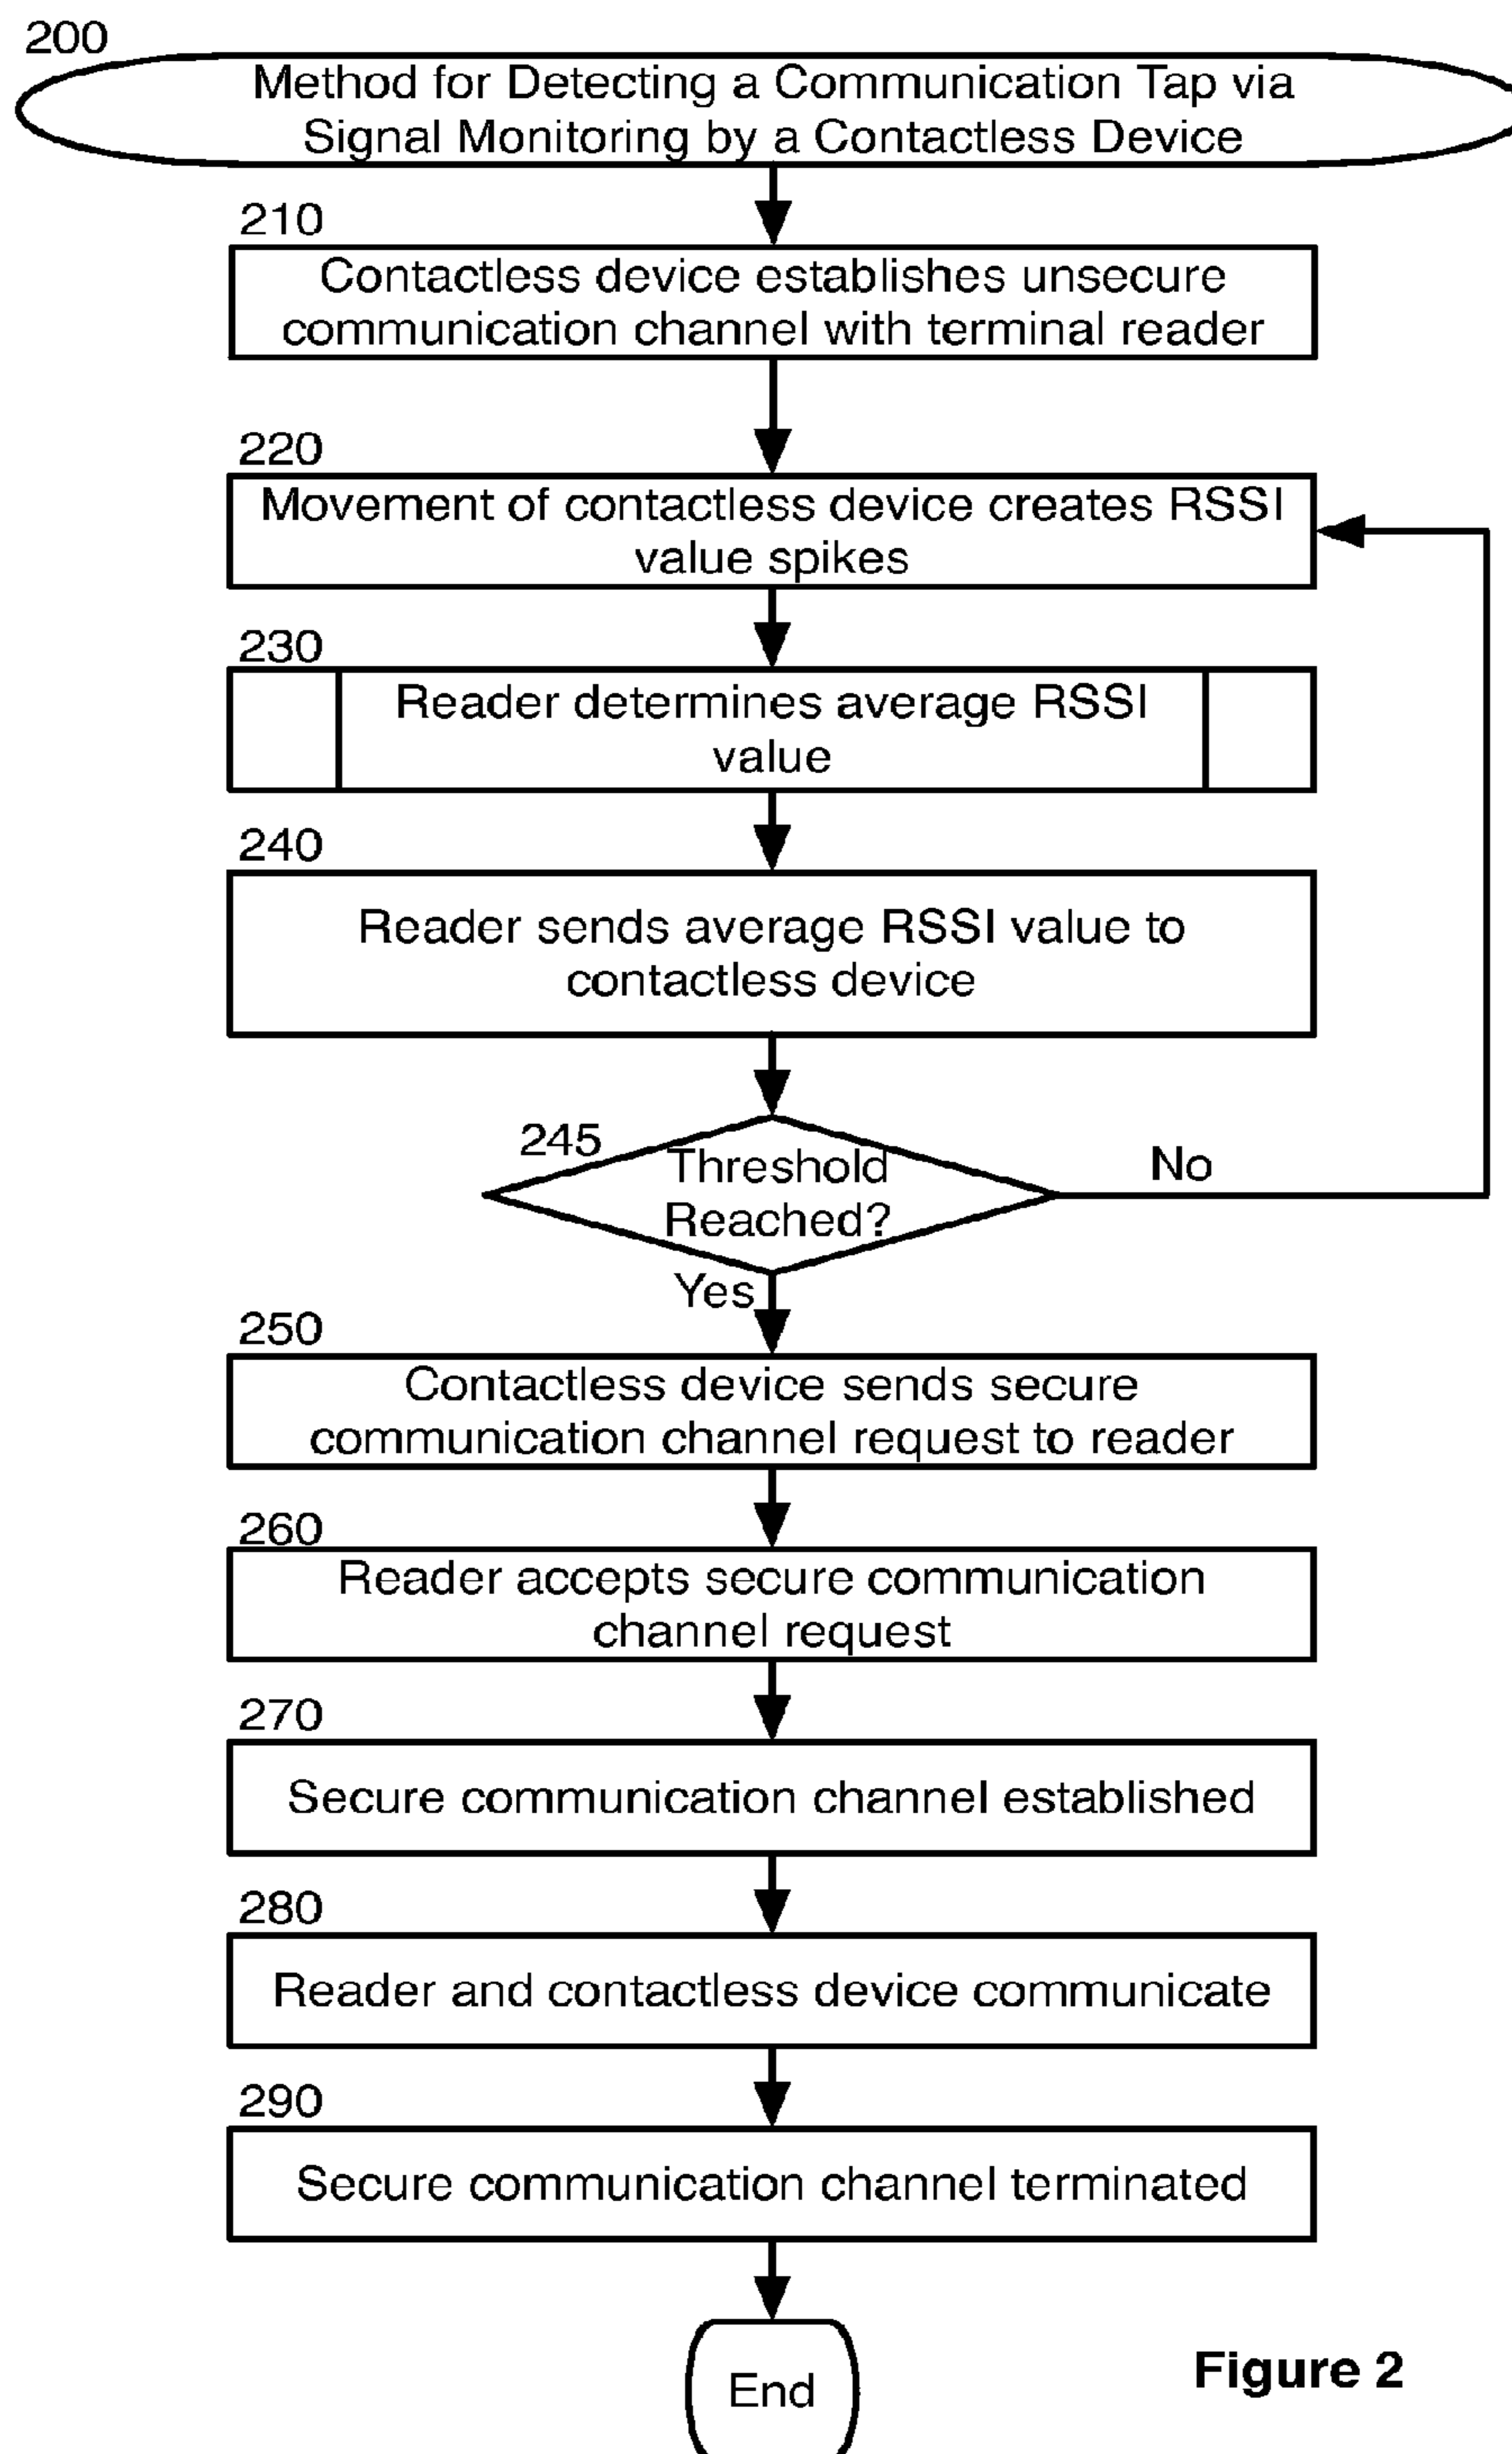 200
Method for Detecting a Communication Tap via
Signal Monitoring by a Contactless Device
210
Contactless device establishes unsecure
communication channel with terminal reader
220
Movement of contactless device creates RSSI
value spikes
230
Reader determines average RSSI
value
240
Reader sends average RSSI value to
contactless device
245
Threshold
Reached?
No
Yes
250
Contactless device sends secure
communication channel request to reader
260
Reader accepts secure communication
channel request
270
Secure communication channel established
280
Reader and contactless device communicate
290
Secure communication channel terminated
End
Figure 2